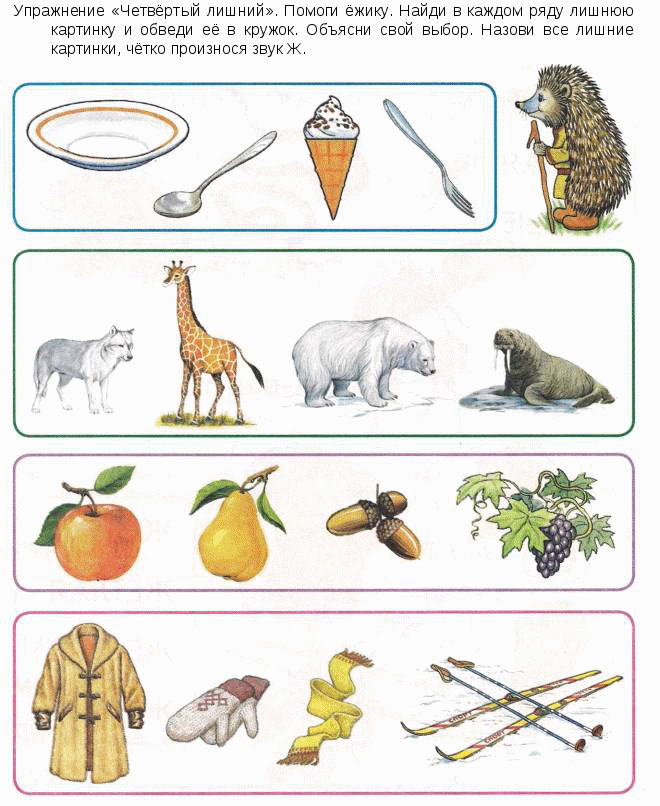 Упражнение «Четвёртый лишний». Помоги ёжику. Найди в каждом ряду лишнюю
картинку и обведи её в кружок. Объясни свой выбор. Назови все лишние
картинки, чётко произнося звук Ж.